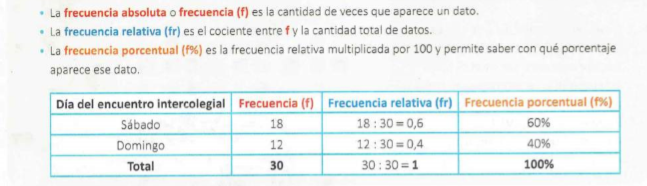 • La frecuencia absoluta o frecuencia (f) es la cantidad de veces que aparece un dato.
• La frecuencia relativa (fr) es el cociente entre f y la cantidad total de datos.
• La frecuencia porcentual (f%) es la frecuencia relativa multiplicada por 100 y permite saber con qué porcentaje
aparece ese dato.
Día del encuentro intercolegial Frecuencia (f) Frecuencia relativa (fr) Frecuencia porcentual (f%)
Sábado 18 18 : 30 = 0,6 60%
Domingo 12 12 : 30 = 0,4 40%
Total 30 30 : 30 = 1 100%